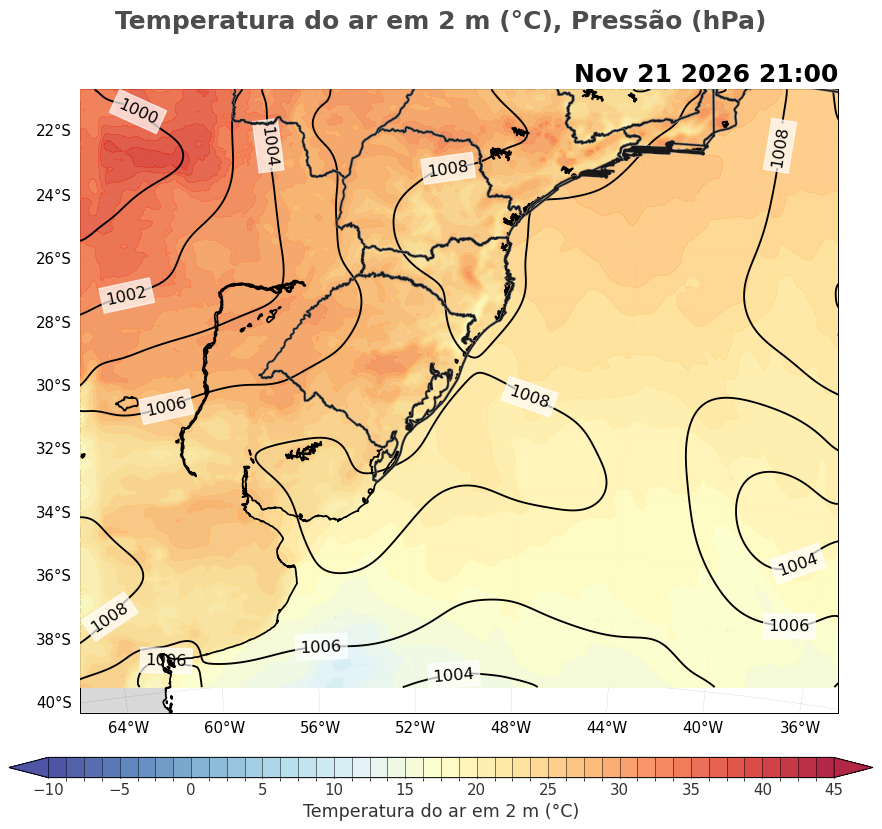 Temperatura do ar em 2 m (°C), Pressão (hPa)
Nov 21 2026 21:00
1000
1004
1008
1008
1002
1006
1008
1004
1008
1006
1006
1006
1004
22°S
24°S
26°S
28°S
30°S
32°S
34°S
36°S
38°S
40°S
64°W 60°W 56°W 52°W 48°W 44°W 40°W 36°W
−10 −5 0 5 10 15 20 25 30 35 40 45
Temperatura do ar em 2 m (°C)